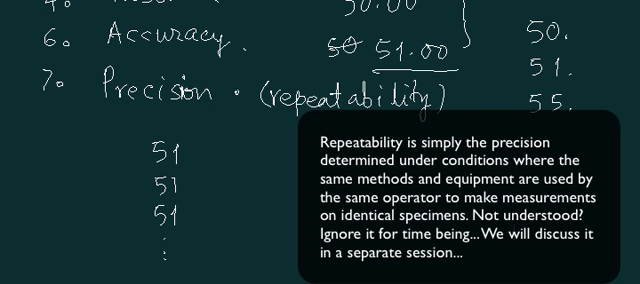 50.00
50.
6. Accuracy.
50 51.00
51.
7. Precision. (repeatability)
55.
51
51
51
Repeatability is simply the precision
determined under conditions where the
same methods and equipment are used by
the same operator to make measurements
on identical specimens. Not understood?
Ignore it for time being... We will discuss it
in a separate session...